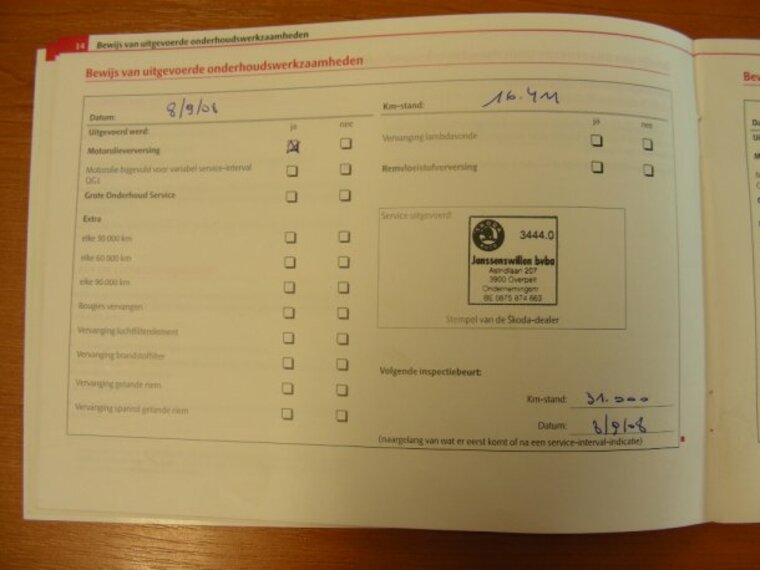 14 Bewijs van uitgevoerde onderhoudswerkzaamheden
Bewijs van uitgevoerde onderhoudswerkzaamheden
Datum: 8/9/08
Km-stand: 16.411
Uitgevoerd werd: ja nee
ja nee
Motorolieverversing
Vervanging lambdasonde
Motorolie bijgevuld voor variabel service-interval
QG1
Remvloeistofverversing
Grote Onderhoud Service
Extra
elke 30 000 km
elke 60 000 km
elke 90 000 km
Bougies vervangen
Vervanging luchtfilterelement
Vervanging brandstoffilter
Vervanging getande riem
Vervanging spanrol getande riem
Service uitgevoerd:
SKODA
3444.0
Janssenswillen bvba
Astridlaan 207
3900 Overpelt
Ondernemingsnr
BE 0875 874 663
Stempel van de Škoda-dealer
Volgende inspectiebeurt:
Km-stand: 31.000
Datum: 8/9/08
(naargelang van wat er eerst komt of na een service-interval-indicatie)